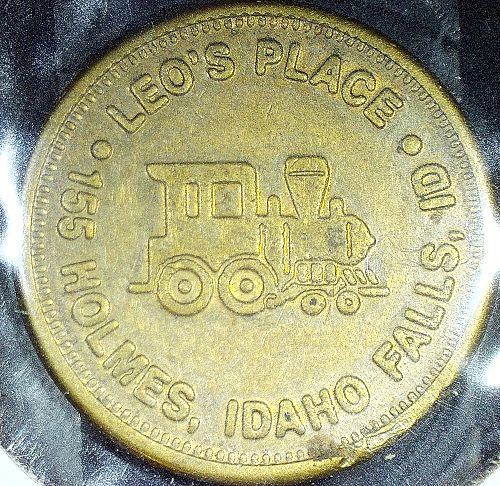 LEO'S PLACE
• 155 HOLMES, IDAHO FALLS, ID •